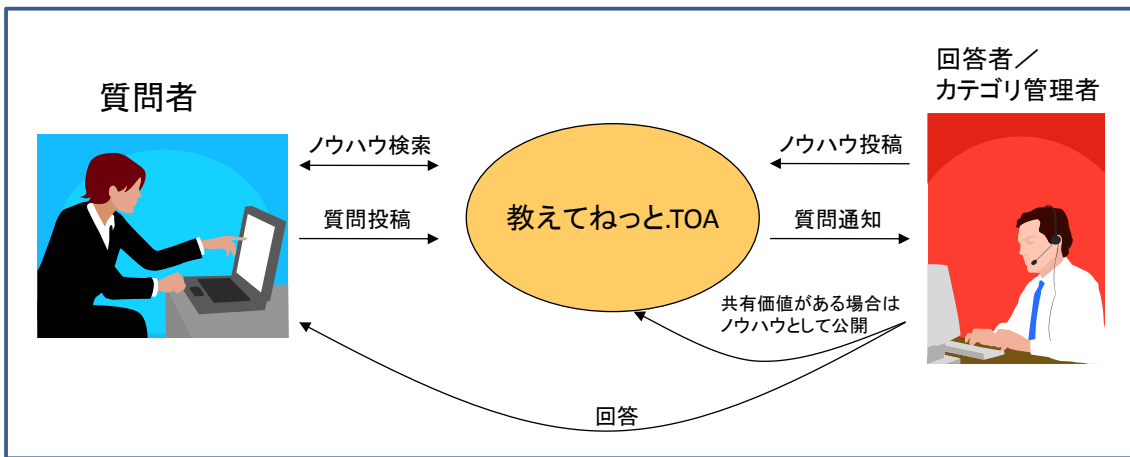 質問者
回答者／
カテゴリ管理者
ノウハウ検索
ノウハウ投稿
質問投稿
教えてねっと.TOA
質問通知
共有価値がある場合は
ノウハウとして公開
回答